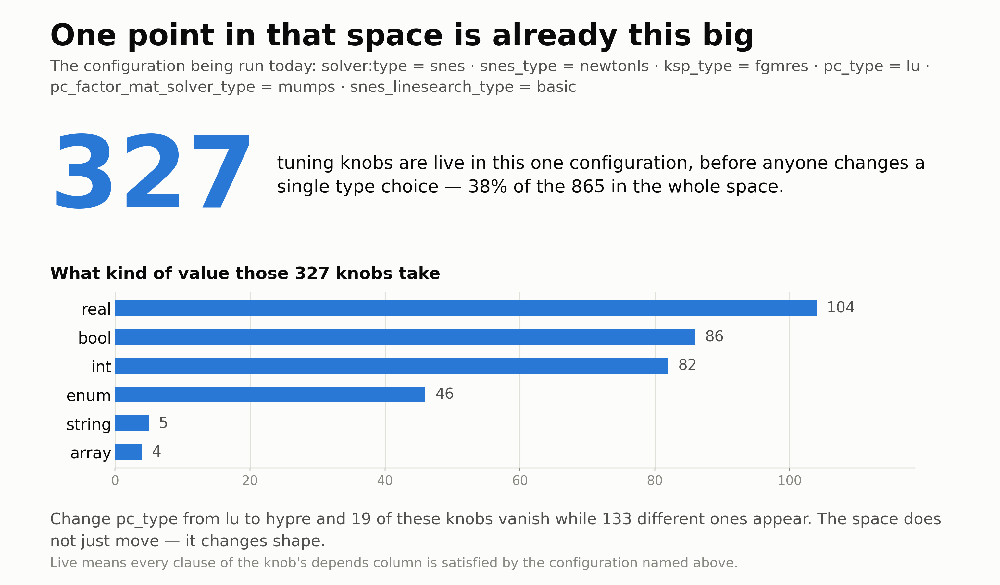 One point in that space is already this big
The configuration being run today: solver:type = snes · snes_type = newtonls · ksp_type = fgmres · pc_type = lu ·
pc_factor_mat_solver_type = mumps · snes_linesearch_type = basic
327
tuning knobs are live in this one configuration, before anyone changes a
single type choice — 38% of the 865 in the whole space.
What kind of value those 327 knobs take
real 104
bool 86
int 82
enum 46
string 5
array 4
0 20 40 60 80 100
Change pc_type from lu to hypre and 19 of these knobs vanish while 133 different ones appear. The space does
not just move — it changes shape.
Live means every clause of the knob's depends column is satisfied by the configuration named above.